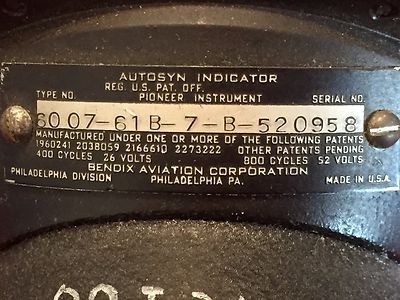 AUTOSYN INDICATOR
REG. U.S. PAT. OFF.
TYPE NO. PIONEER INSTRUMENT SERIAL NO.
6007-61B-7-B-520958
MANUFACTURED UNDER ONE OR MORE OF THE FOLLOWING PATENTS
1960241 2038059 2166610 2273222 OTHER PATENTS PENDING
400 CYCLES 26 VOLTS 800 CYCLES 52 VOLTS
BENDIX AVIATION CORPORATION
PHILADELPHIA DIVISION PHILADELPHIA PA. MADE IN U.S.A.